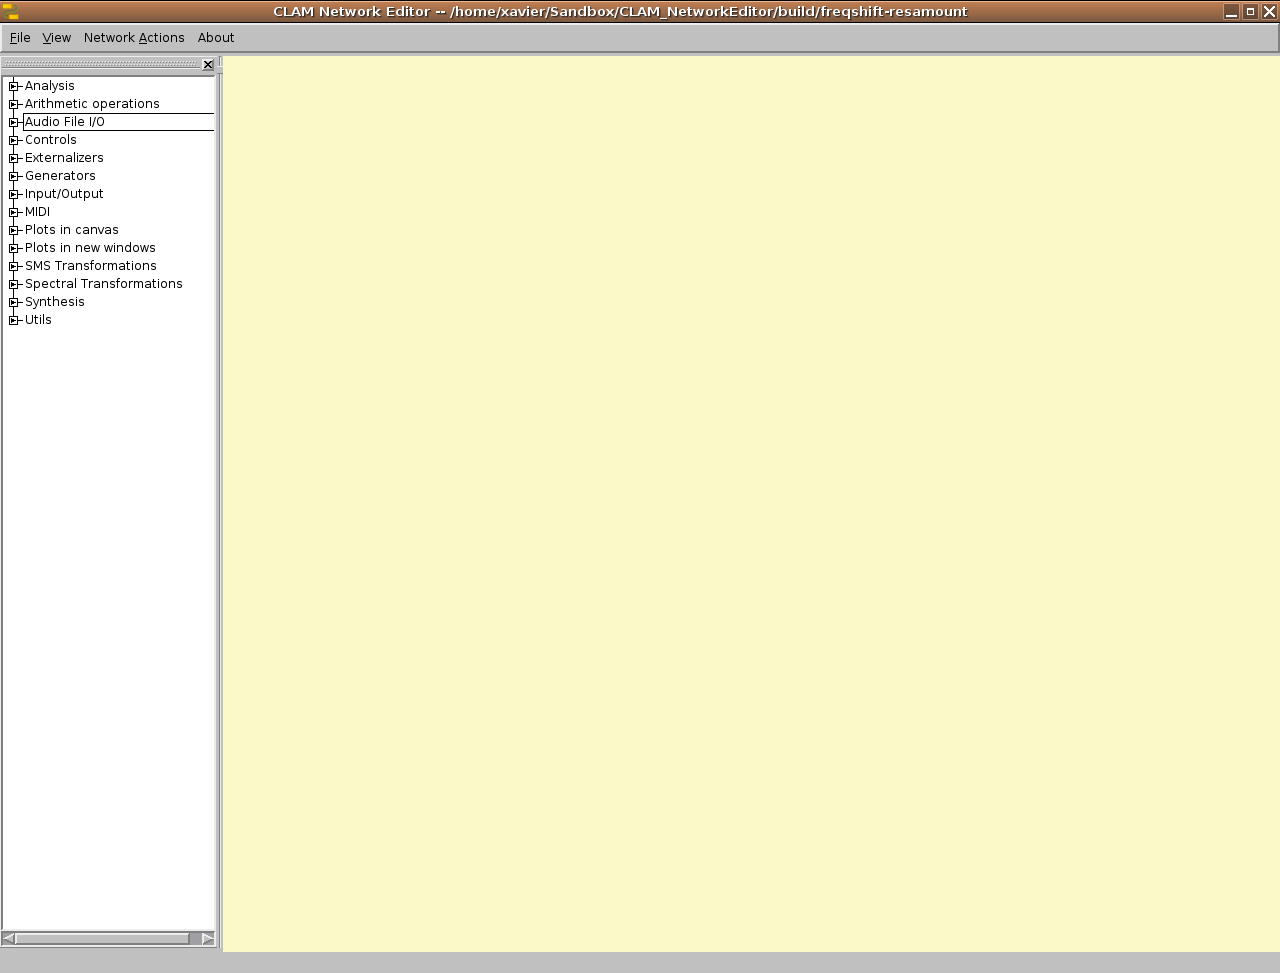 CLAM Network Editor -- /home/xavier/Sandbox/CLAM_NetworkEditor/build/freqshift-resamount
File View Network Actions About
Analysis
Arithmetic operations
Audio File I/O
Controls
Externalizers
Generators
Input/Output
MIDI
Plots in canvas
Plots in new windows
SMS Transformations
Spectral Transformations
Synthesis
Utils